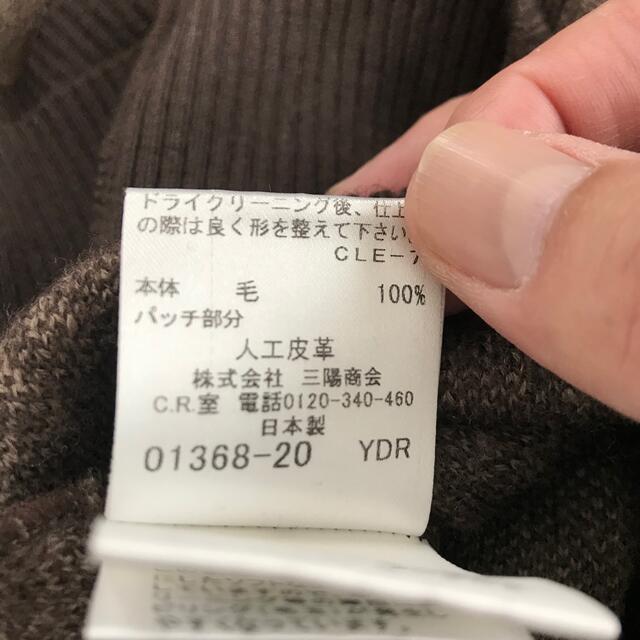 ドライクリーニング後、仕上
の際は良く形を整えて下さい。
CLE-
本体 毛 100%
パッチ部分
人工皮革
株式会社 三陽商会
C.R.室 電話0120-340-460
日本製
01368-20 YDR